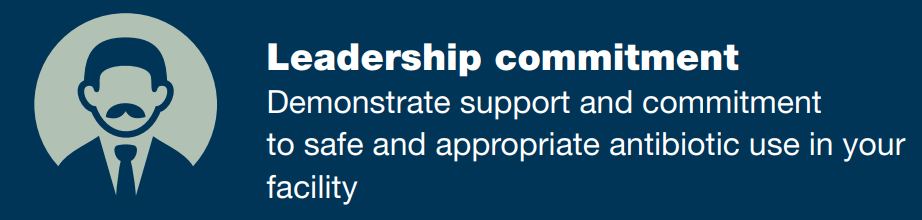 Leadership commitment
Demonstrate support and commitment
to safe and appropriate antibiotic use in your
facility